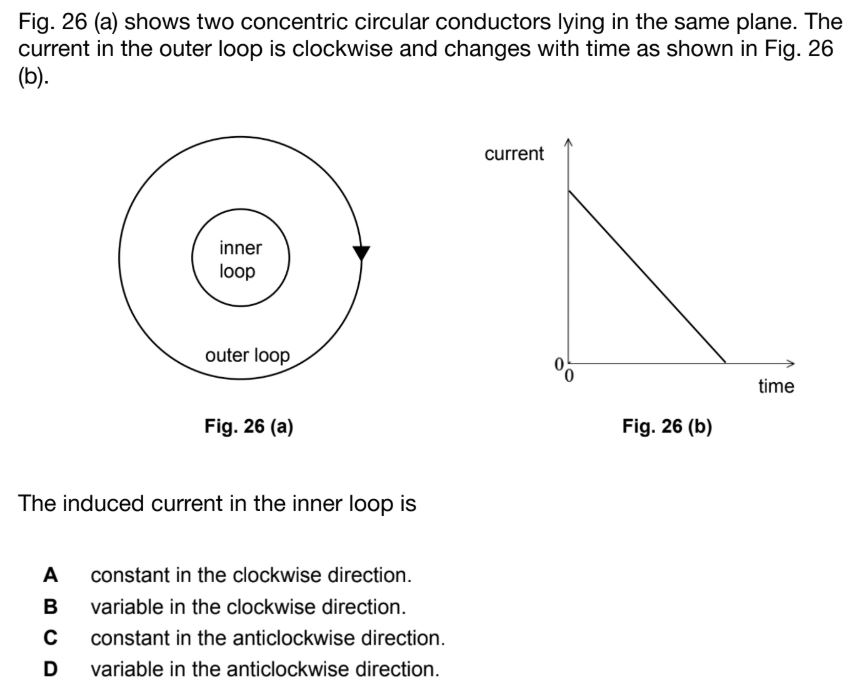 Fig. 26 (a) shows two concentric circular conductors lying in the same plane. The
current in the outer loop is clockwise and changes with time as shown in Fig. 26
(b).
inner
loop
outer loop
Fig. 26 (a)
current
0
0
time
Fig. 26 (b)
The induced current in the inner loop is
A constant in the clockwise direction.
B variable in the clockwise direction.
C constant in the anticlockwise direction.
D variable in the anticlockwise direction.